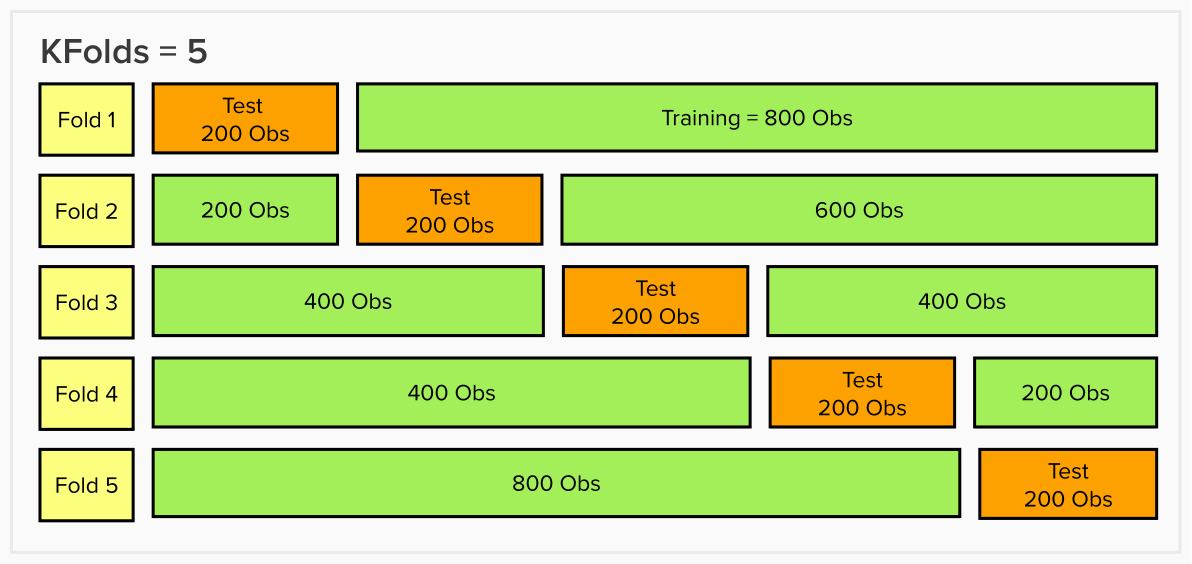 KFolds = 5
Fold 1
Test
200 Obs
Training = 800 Obs
Fold 2
200 Obs
Test
200 Obs
600 Obs
Fold 3
400 Obs
Test
200 Obs
400 Obs
Fold 4
400 Obs
Test
200 Obs
200 Obs
Fold 5
800 Obs
Test
200 Obs